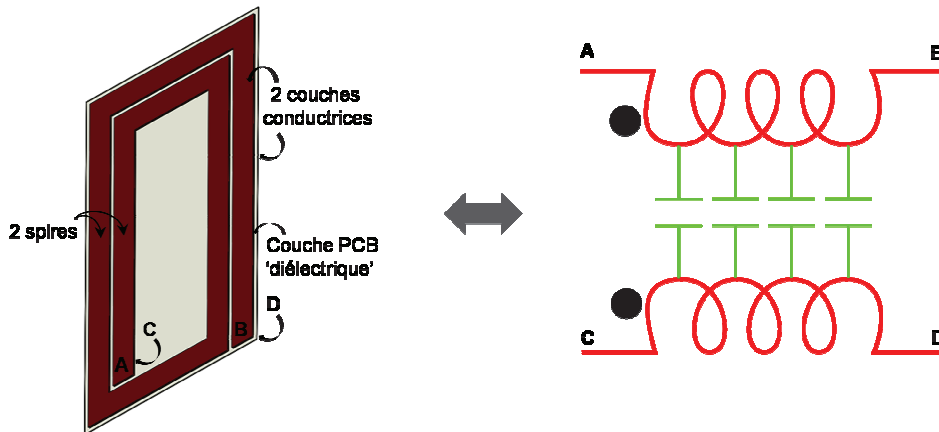 2 couches
conductrices
2 spires
Couche PCB
'diélectrique'
D
C
B
A
A
C
D